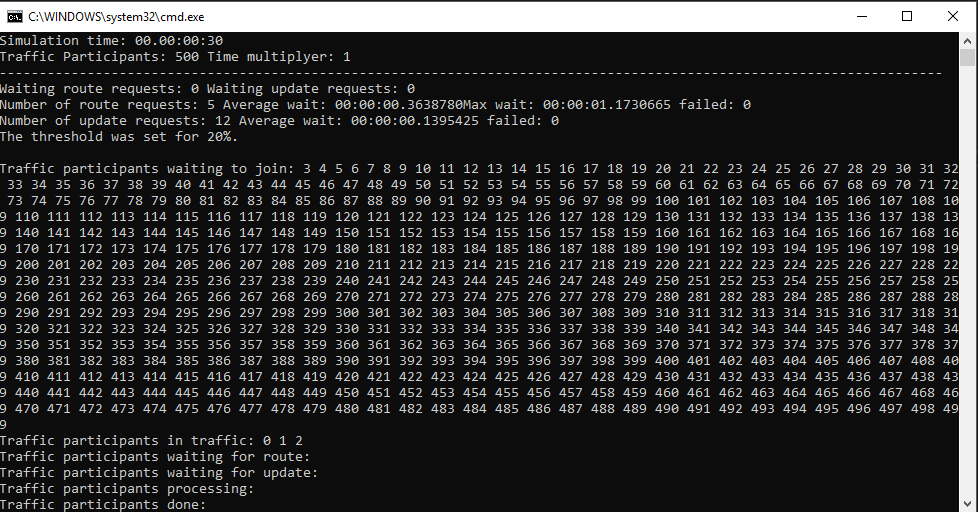 C:\WINDOWS\system32\cmd.exe
Simulation time: 00.00:00:30
Traffic Participants: 500 Time multiplyer: 1
----------------------------------------------------------------------------------------------------------------------
Waiting route requests: 0 Waiting update requests: 0
Number of route requests: 5 Average wait: 00:00:00.3638780Max wait: 00:00:01.1730665 failed: 0
Number of update requests: 12 Average wait: 00:00:00.1395425 failed: 0
The threshold was set for 20%.
Traffic participants waiting to join: 3 4 5 6 7 8 9 10 11 12 13 14 15 16 17 18 19 20 21 22 23 24 25 26 27 28 29 30 31 32
33 34 35 36 37 38 39 40 41 42 43 44 45 46 47 48 49 50 51 52 53 54 55 56 57 58 59 60 61 62 63 64 65 66 67 68 69 70 71 72
73 74 75 76 77 78 79 80 81 82 83 84 85 86 87 88 89 90 91 92 93 94 95 96 97 98 99 100 101 102 103 104 105 106 107 108 10
9 110 111 112 113 114 115 116 117 118 119 120 121 122 123 124 125 126 127 128 129 130 131 132 133 134 135 136 137 138 13
9 140 141 142 143 144 145 146 147 148 149 150 151 152 153 154 155 156 157 158 159 160 161 162 163 164 165 166 167 168 16
9 170 171 172 173 174 175 176 177 178 179 180 181 182 183 184 185 186 187 188 189 190 191 192 193 194 195 196 197 198 19
9 200 201 202 203 204 205 206 207 208 209 210 211 212 213 214 215 216 217 218 219 220 221 222 223 224 225 226 227 228 22
9 230 231 232 233 234 235 236 237 238 239 240 241 242 243 244 245 246 247 248 249 250 251 252 253 254 255 256 257 258 25
9 260 261 262 263 264 265 266 267 268 269 270 271 272 273 274 275 276 277 278 279 280 281 282 283 284 285 286 287 288 28
9 290 291 292 293 294 295 296 297 298 299 300 301 302 303 304 305 306 307 308 309 310 311 312 313 314 315 316 317 318 31
9 320 321 322 323 324 325 326 327 328 329 330 331 332 333 334 335 336 337 338 339 340 341 342 343 344 345 346 347 348 34
9 350 351 352 353 354 355 356 357 358 359 360 361 362 363 364 365 366 367 368 369 370 371 372 373 374 375 376 377 378 37
9 380 381 382 383 384 385 386 387 388 389 390 391 392 393 394 395 396 397 398 399 400 401 402 403 404 405 406 407 408 40
9 410 411 412 413 414 415 416 417 418 419 420 421 422 423 424 425 426 427 428 429 430 431 432 433 434 435 436 437 438 43
9 440 441 442 443 444 445 446 447 448 449 450 451 452 453 454 455 456 457 458 459 460 461 462 463 464 465 466 467 468 46
9 470 471 472 473 474 475 476 477 478 479 480 481 482 483 484 485 486 487 488 489 490 491 492 493 494 495 496 497 498 49
9
Traffic participants in traffic: 0 1 2
Traffic participants waiting for route:
Traffic participants waiting for update:
Traffic participants processing:
Traffic participants done: